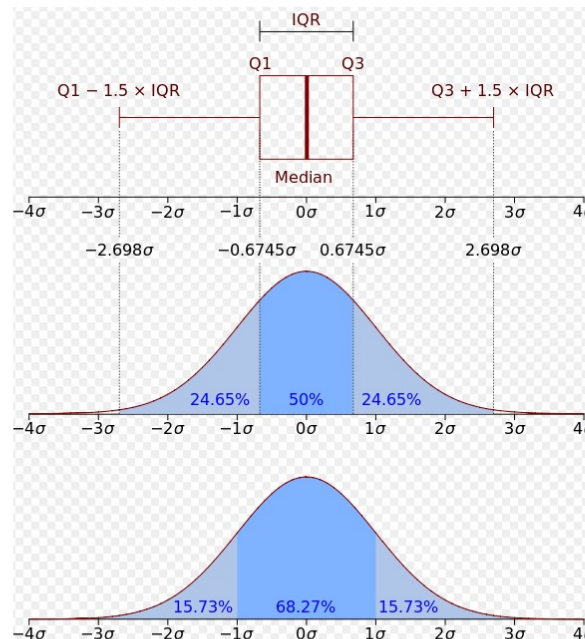 IQR
Q1 Q3
Q1 − 1.5 × IQR Q3 + 1.5 × IQR
Median
−4σ −3σ −2σ −1σ 0σ 1σ 2σ 3σ
−2.698σ −0.6745σ 0.6745σ 2.698σ
24.65% 50% 24.65%
−4σ −3σ −2σ −1σ 0σ 1σ 2σ 3σ
15.73% 68.27% 15.73%
−4σ −3σ −2σ −1σ 0σ 1σ 2σ 3σ